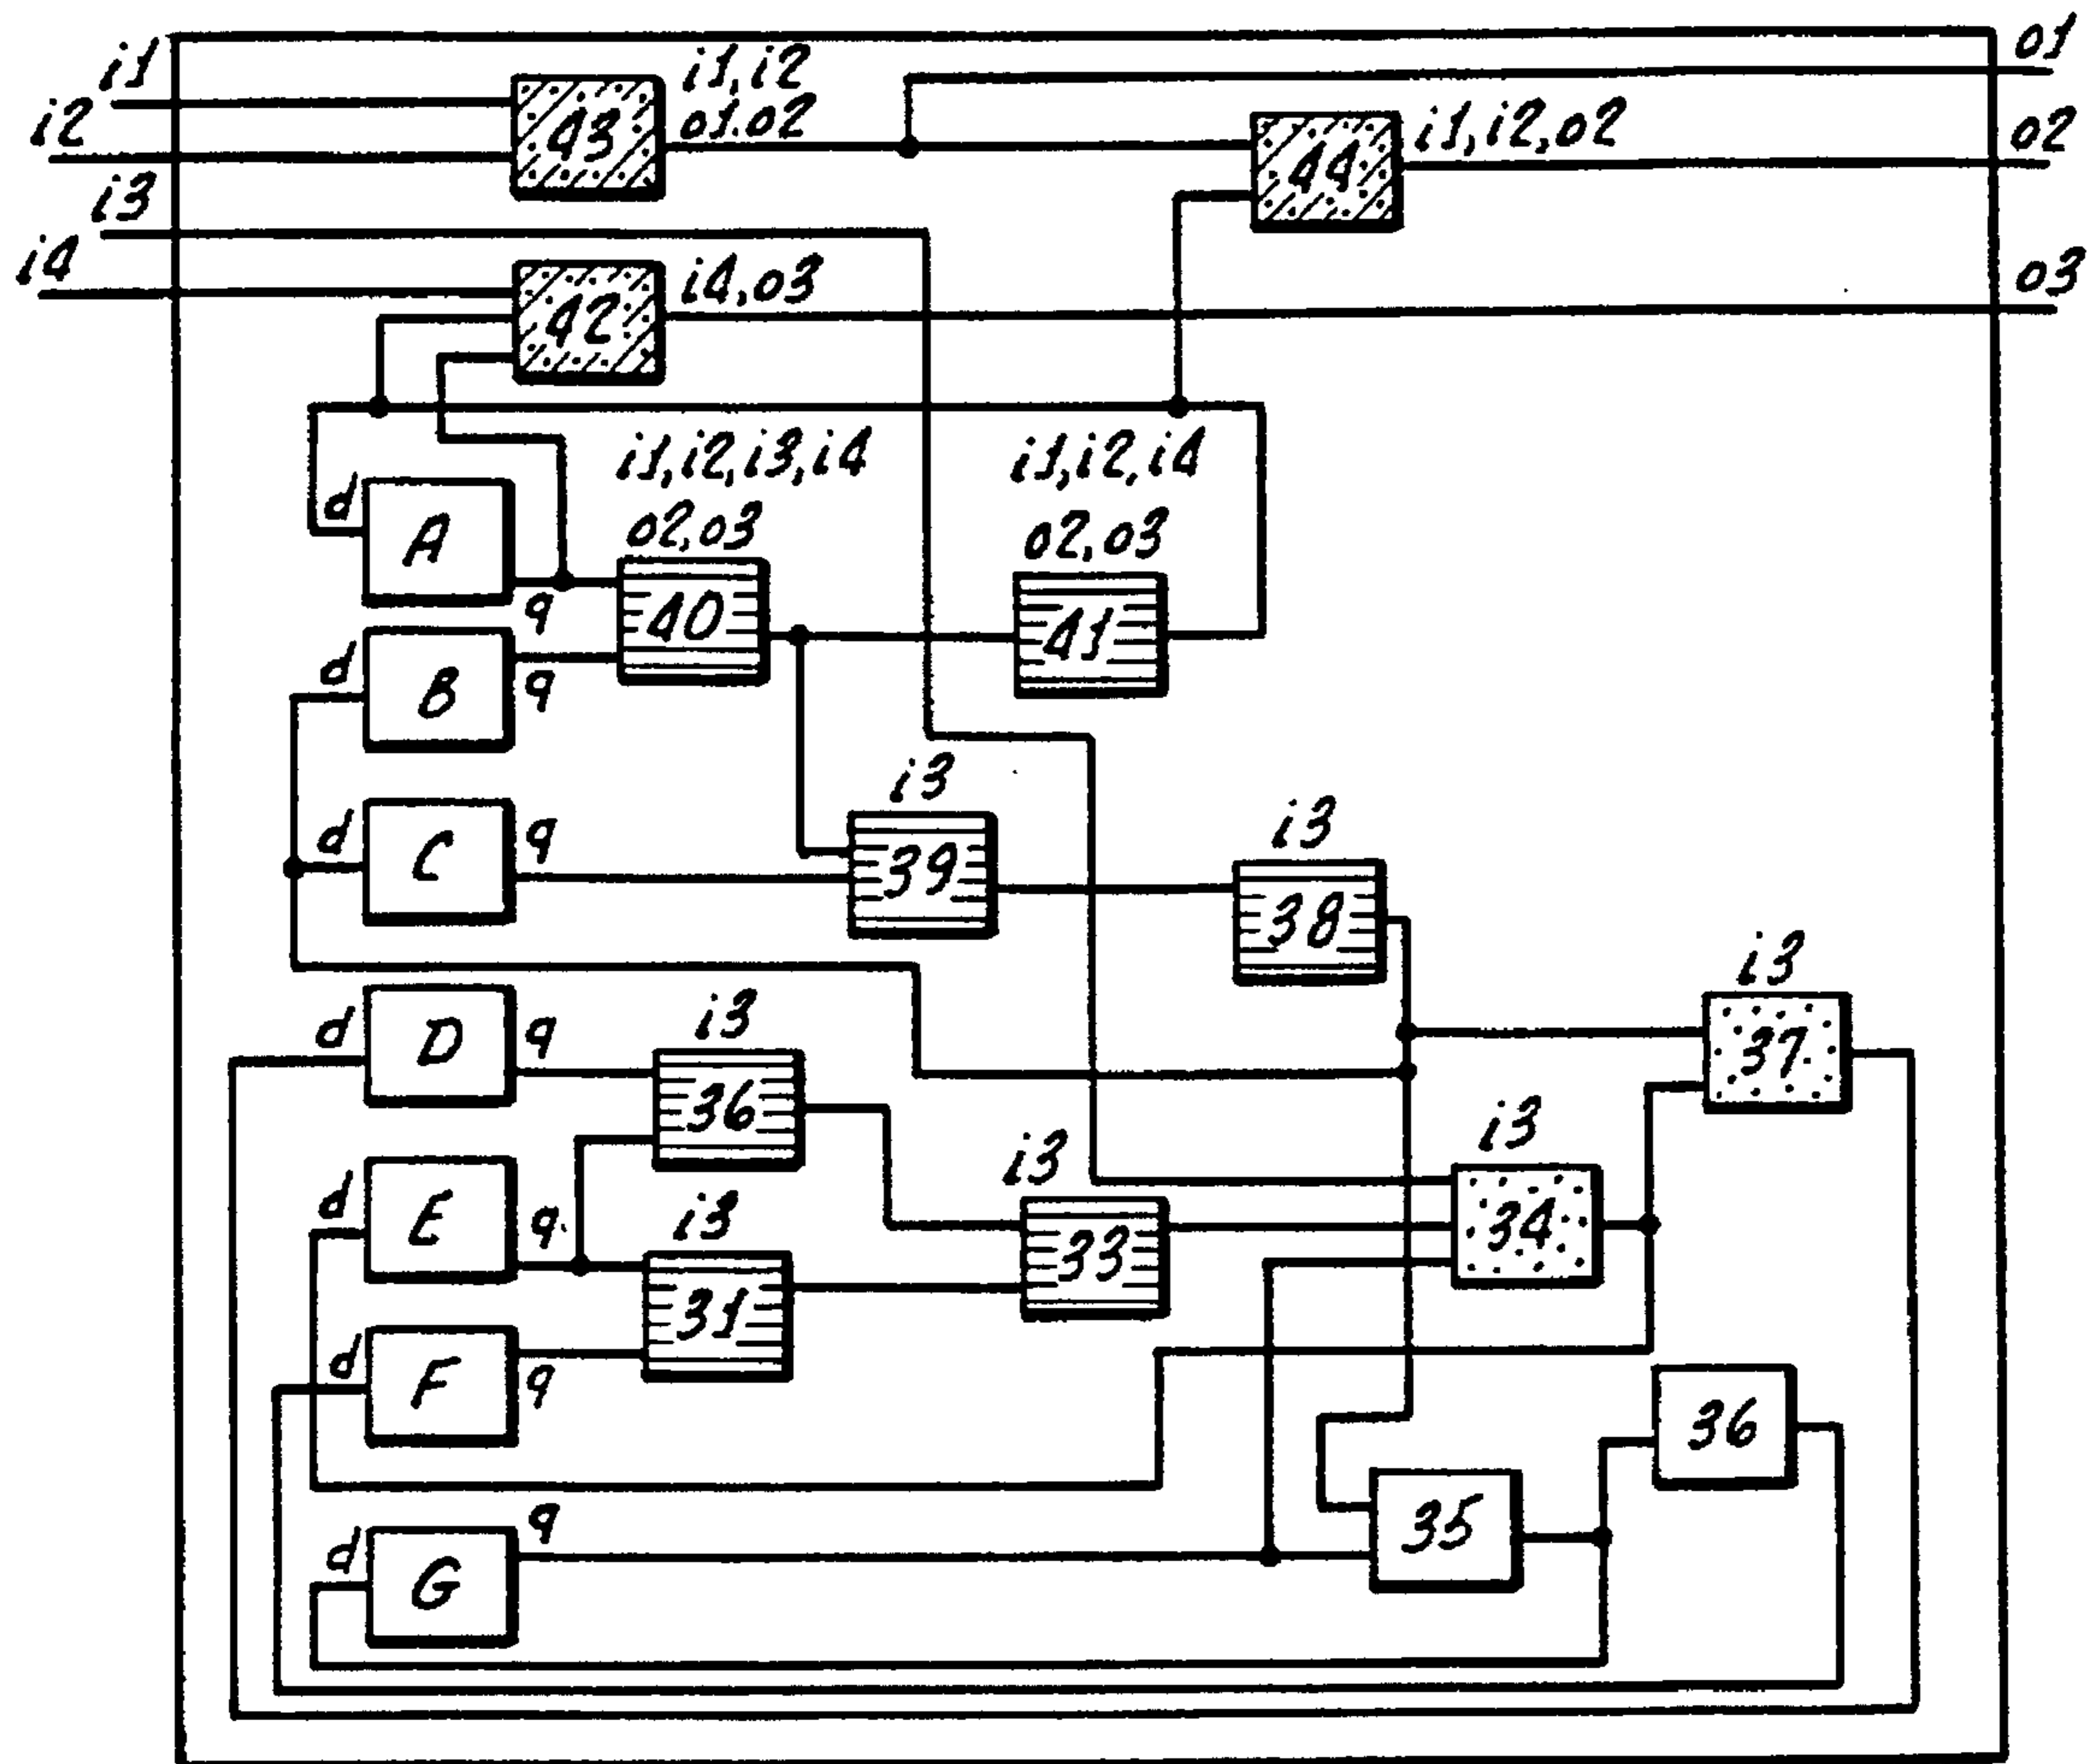 i1
i2
i3
i4
43
i1, i2
o1.o2
44
i1, i2, o2
o1
o2
o3
42
i4, o3
d
A
q
i1, i2, i3, i4
o2, o3
40
i1, i2, i4
o2, o3
41
d
B
q
d
C
q
i3
39
i3
38
i3
37
d
D
q
i3
36
d
E
q
i3
31
i3
33
i3
34
d
F
q
36
35
d
G
q